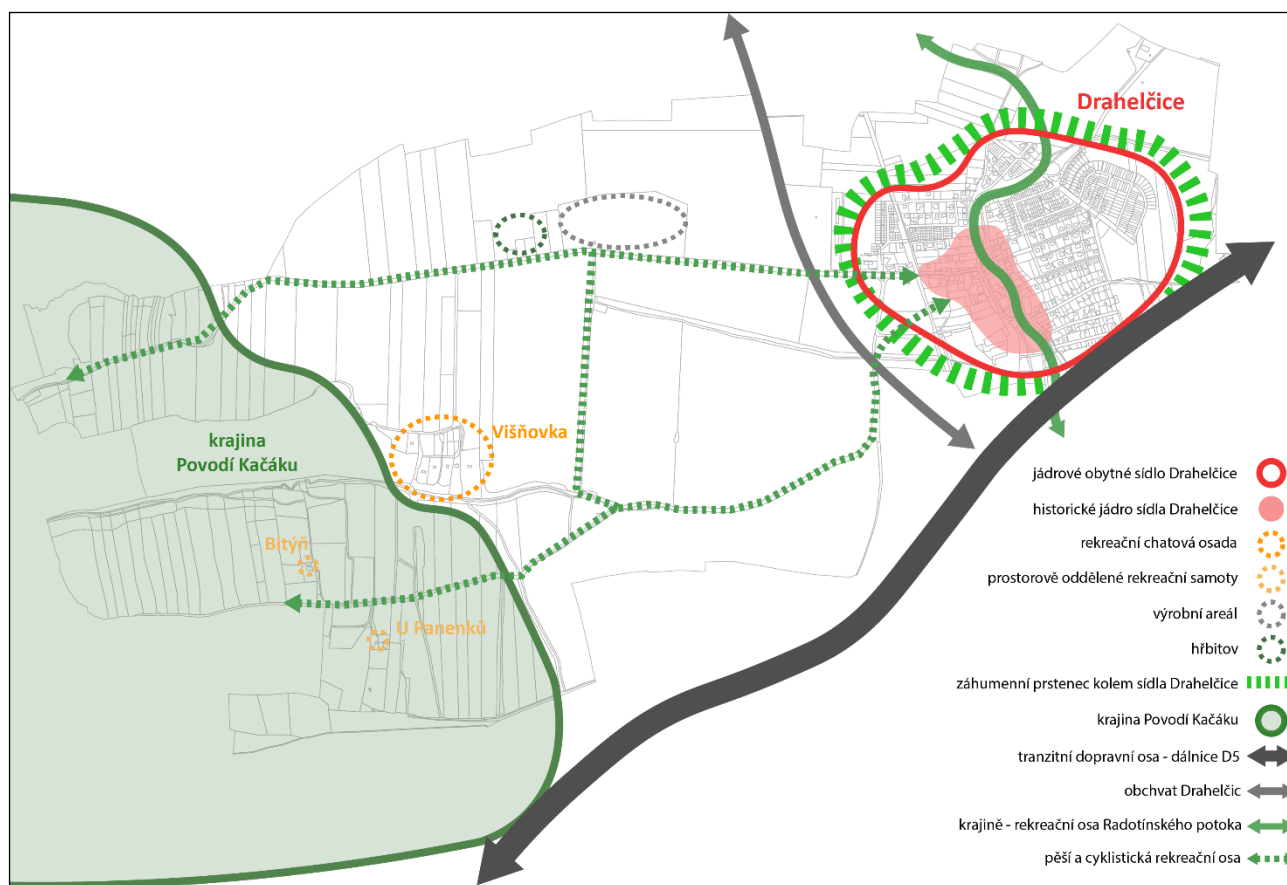 Drahelčice
Višňovka
krajina
Povodí Kačáku
Bitýň
U Panenků
jádrové obytné sídlo Drahelčice
historické jádro sídla Drahelčice
rekreační chatová osada
prostorově oddělené rekreační samoty
výrobní areál
hřbitov
záhumenní prstenec kolem sídla Drahelčice
krajina Povodí Kačáku
tranzitní dopravní osa - dálnice D5
obchvat Drahelčic
krajině - rekreační osa Radotínského potoka
pěší a cyklistická rekreační osa